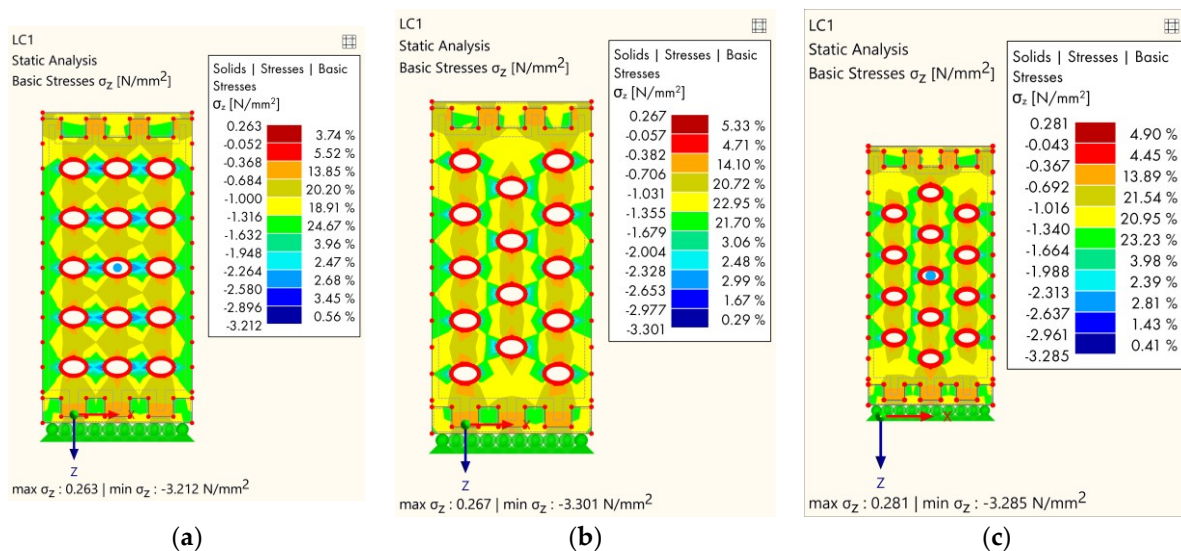 LC1
Static Analysis
Basic Stresses σz [N/mm²]
Solids | Stresses | Basic
Stresses
σz [N/mm²]
0.263
-0.052
-0.368
-0.684
-1.000
-1.316
-1.632
-1.948
-2.264
-2.580
-2.896
-3.212
3.74 %
5.52 %
13.85 %
20.20 %
18.91 %
24.67 %
3.96 %
2.47 %
2.68 %
3.45 %
0.56 %
X
Z
max σz : 0.263 | min σz : -3.212 N/mm²
(a)
LC1
Static Analysis
Basic Stresses σz [N/mm²]
Solids | Stresses | Basic
Stresses
σz [N/mm²]
0.267
-0.057
-0.382
-0.706
-1.031
-1.355
-1.679
-2.004
-2.328
-2.653
-2.977
-3.301
5.33 %
4.71 %
14.10 %
20.72 %
22.95 %
21.70 %
3.06 %
2.48 %
2.99 %
1.67 %
0.29 %
X
Z
max σz : 0.267 | min σz : -3.301 N/mm²
(b)
LC1
Static Analysis
Basic Stresses σz [N/mm²]
Solids | Stresses | Basic
Stresses
σz [N/mm²]
0.281
-0.043
-0.367
-0.692
-1.016
-1.340
-1.664
-1.988
-2.313
-2.637
-2.961
-3.285
4.90 %
4.45 %
13.89 %
21.54 %
20.95 %
23.23 %
3.98 %
2.39 %
2.81 %
1.43 %
0.41 %
X
Z
max σz : 0.281 | min σz : -3.285 N/mm²
(c)